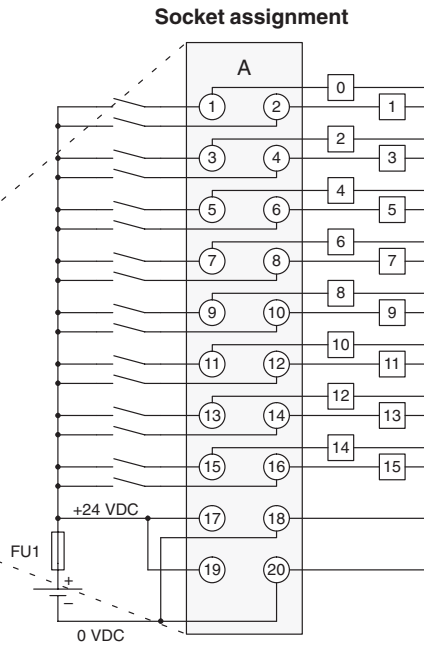 Socket assignment
A
0
1 2 1
2
3 4 3
4
5 6 5
6
7 8 7
8
9 10 9
10
11 12 11
12
13 14 13
14
15 16 15
+24 VDC 17 18
FU1
19 20
+
−
0 VDC